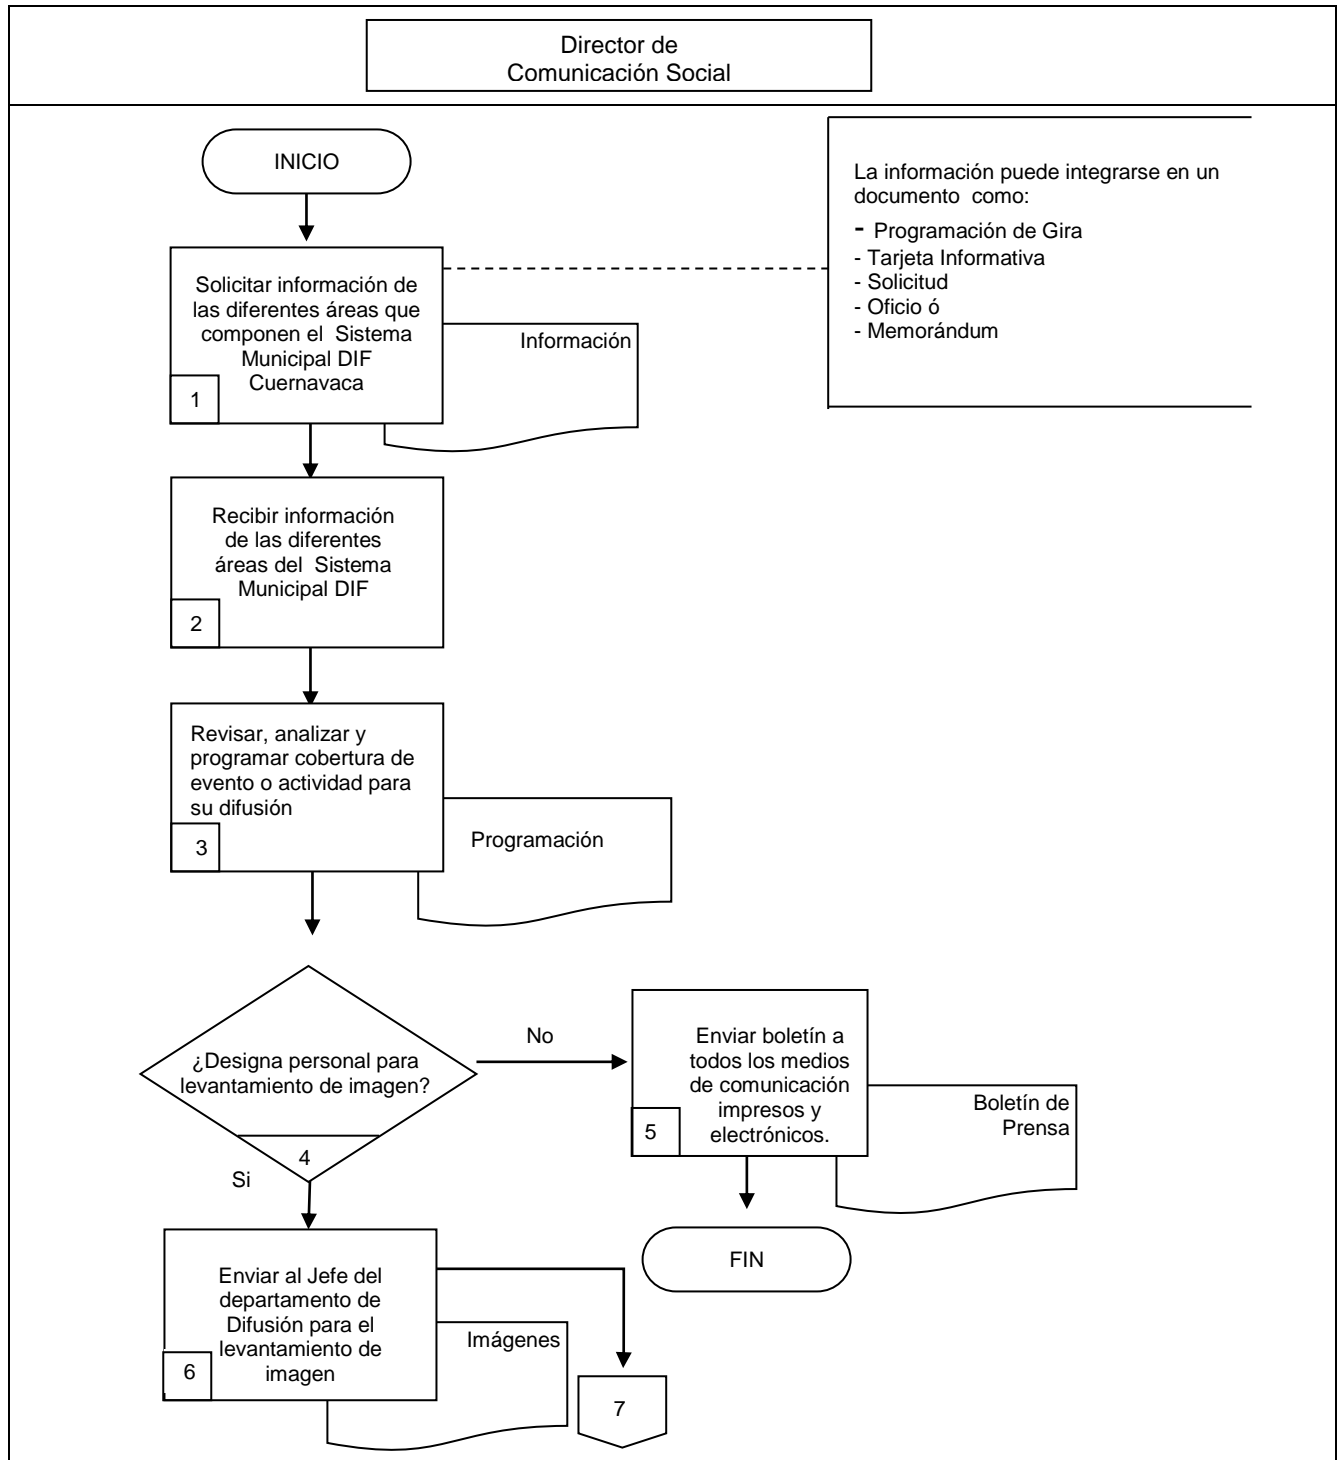 Director de
Comunicación Social
INICIO
La información puede integrarse en un
documento como:
- Programación de Gira
- Tarjeta Informativa
- Solicitud
- Oficio ó
- Memorándum
Solicitar información de
las diferentes áreas que
componen el Sistema
Municipal DIF
Cuernavaca
1
Información
Recibir información
de las diferentes
áreas del Sistema
Municipal DIF
2
Revisar, analizar y
programar cobertura de
evento o actividad para
su difusión
3
Programación
¿Designa personal para
levantamiento de imagen?
4
No
Si
Enviar boletín a
todos los medios
de comunicación
impresos y
electrónicos.
5
Boletín de
Prensa
FIN
Enviar al Jefe del
departamento de
Difusión para el
levantamiento de
imagen
6
Imágenes
7